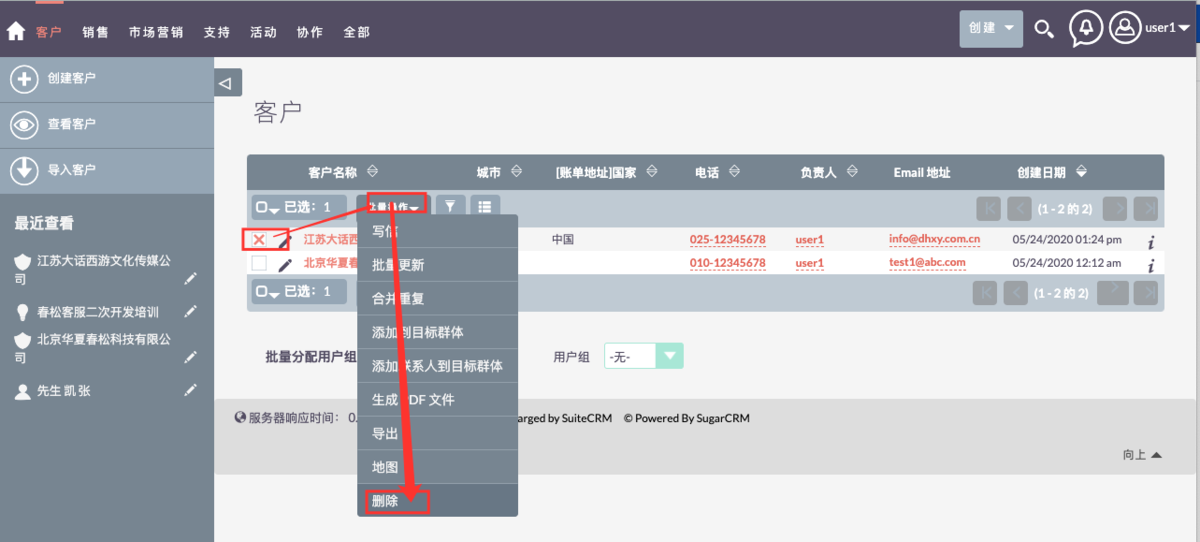 客户 销售 市场营销 支持 活动 协作 全部 创建 user1
创建客户
查看客户
导入客户
最近查看
江苏大话西游文化传媒公
司
春松客服二次开发培训
北京华夏春松科技有限公
司
先生 凯 张
客户
客户名称 城市 [账单地址]国家 电话 负责人 Email 地址 创建日期
已选: 1 批量操作 (1 - 2 的 2)
江苏大话西 中国 025-12345678 user1 info@dhxy.com.cn 05/24/2020 01:24 pm
北京华夏春 010-12345678 user1 test1@abc.com 05/24/2020 12:12 am
已选: 1 (1 - 2 的 2)
写信
批量更新
合并重复
添加到目标群体
添加联系人到目标群体
生成PDF 文件
导出
地图
删除
批量分配用户组 用户组 -无-
服务器响应时间: 0. arged by SuiteCRM © Powered By SugarCRM
向上